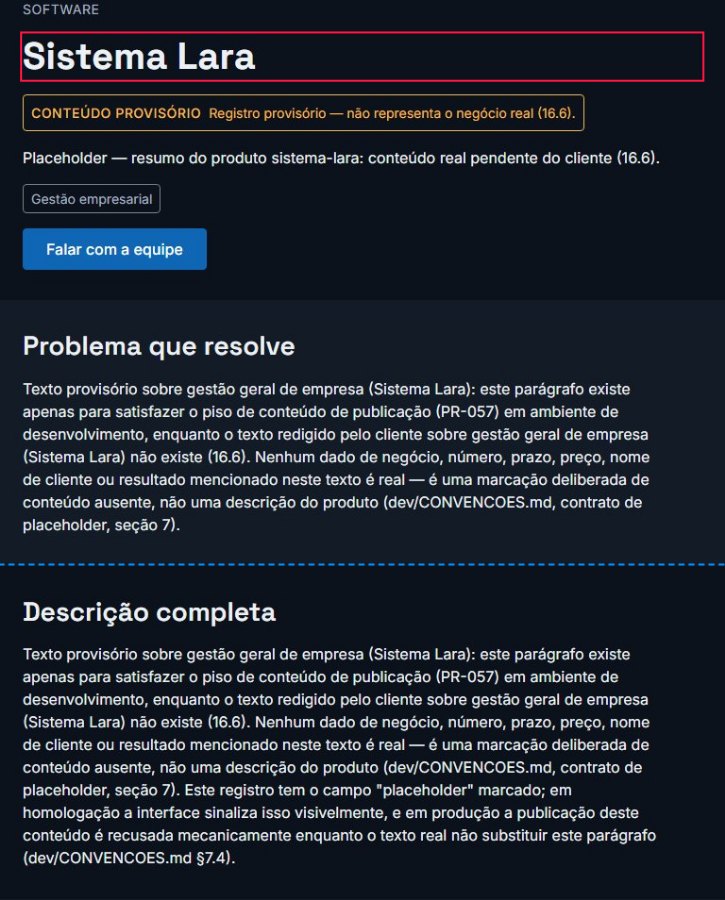 SOFTWARE
Sistema Lara
CONTEÚDO PROVISÓRIO Registro provisório — não representa o negócio real (16.6).
Placeholder — resumo do produto sistema-lara: conteúdo real pendente do cliente (16.6).
Gestão empresarial
Falar com a equipe
Problema que resolve
Texto provisório sobre gestão geral de empresa (Sistema Lara): este parágrafo existe
apenas para satisfazer o piso de conteúdo de publicação (PR-057) em ambiente de
desenvolvimento, enquanto o texto redigido pelo cliente sobre gestão geral de empresa
(Sistema Lara) não existe (16.6). Nenhum dado de negócio, número, prazo, preço, nome
de cliente ou resultado mencionado neste texto é real — é uma marcação deliberada de
conteúdo ausente, não uma descrição do produto (dev/CONVENCOES.md, contrato de
placeholder, seção 7).
Descrição completa
Texto provisório sobre gestão geral de empresa (Sistema Lara): este parágrafo existe
apenas para satisfazer o piso de conteúdo de publicação (PR-057) em ambiente de
desenvolvimento, enquanto o texto redigido pelo cliente sobre gestão geral de empresa
(Sistema Lara) não existe (16.6). Nenhum dado de negócio, número, prazo, preço, nome
de cliente ou resultado mencionado neste texto é real — é uma marcação deliberada de
conteúdo ausente, não uma descrição do produto (dev/CONVENCOES.md, contrato de
placeholder, seção 7). Este registro tem o campo "placeholder" marcado; em
homologação a interface sinaliza isso visivelmente, e em produção a publicação deste
conteúdo é recusada mecanicamente enquanto o texto real não substituir este parágrafo
(dev/CONVENCOES.md §7.4).